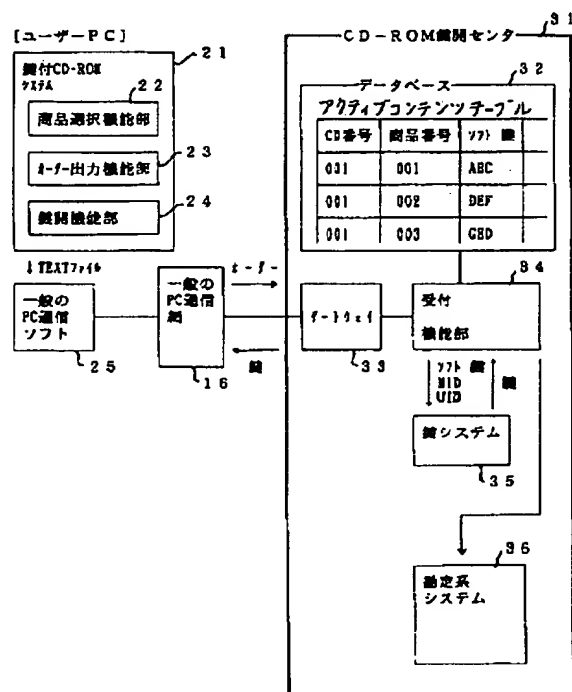 [ユーザーPC]
21
鍵付CD-ROM
システム
22
商品選択機能部
23
オーダー出力機能部
24
鍵開機能部
↓TEXTファイル
一般の
PC通信
ソフト
25
一般の
PC通信
網
16
オーダー
鍵
31
CD-ROM鍵開センタ
32
データベース
アクティブコンテンツテーブル
CD番号 商品番号 ソフト鍵
001 001 ABC
001 002 DEF
001 003 GHD
ゲートウェイ
33
34
受付
機能部
ソフト鍵
MID
UID
鍵
鍵システム
35
36
勘定系
システム